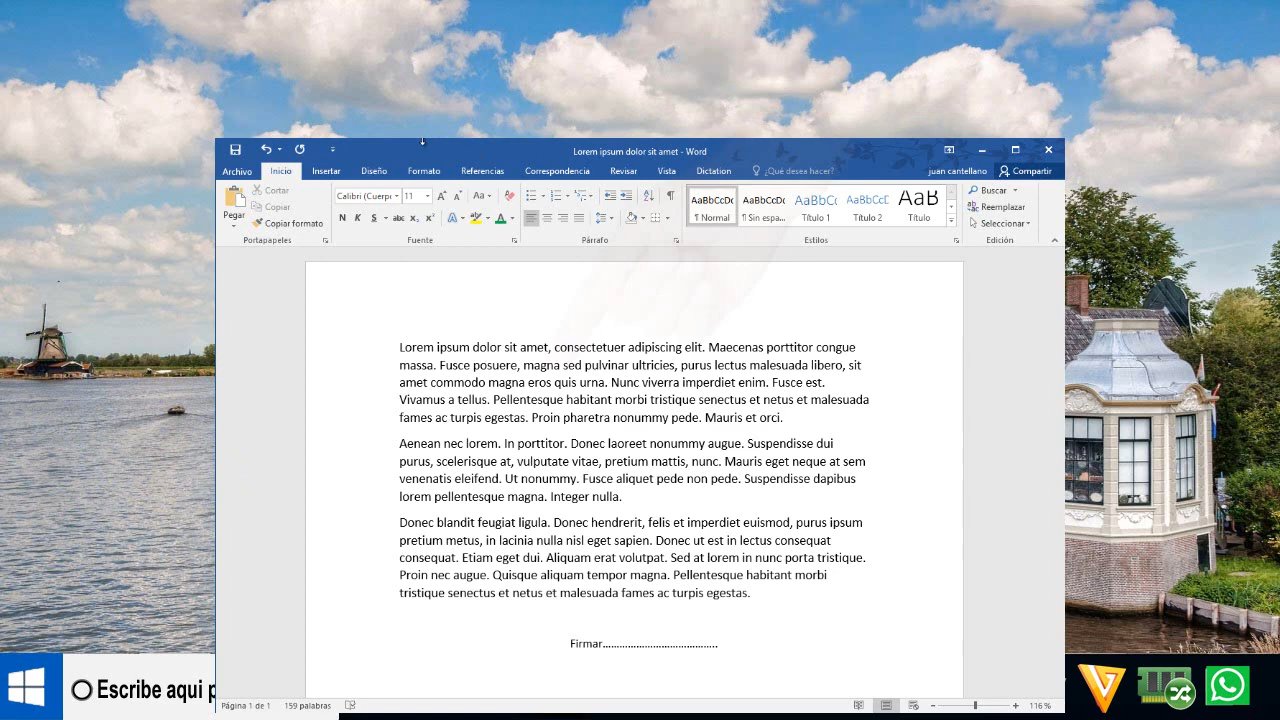 Lorem ipsum dolor sit amet - Word
Archivo Inicio Insertar Diseño Formato Referencias Correspondencia Revisar Vista Dictation ¿Qué desea hacer? juan cantellano Compartir
Pegar
Cortar
Copiar
Copiar formato
Portapapeles
Calibri (Cuerpo 11
N K S abc x₂ x²
Fuente
Párrafo
AaBbCcDc AaBbCcDc AaBbCc AaBbCcD AaB
¶ Normal ¶ Sin espa... Título 1 Título 2 Título
Estilos
Buscar
Reemplazar
Seleccionar
Edición
Lorem ipsum dolor sit amet, consectetuer adipiscing elit. Maecenas porttitor congue
massa. Fusce posuere, magna sed pulvinar ultricies, purus lectus malesuada libero, sit
amet commodo magna eros quis urna. Nunc viverra imperdiet enim. Fusce est.
Vivamus a tellus. Pellentesque habitant morbi tristique senectus et netus et malesuada
fames ac turpis egestas. Proin pharetra nonummy pede. Mauris et orci.
Aenean nec lorem. In porttitor. Donec laoreet nonummy augue. Suspendisse dui
purus, scelerisque at, vulputate vitae, pretium mattis, nunc. Mauris eget neque at sem
venenatis eleifend. Ut nonummy. Fusce aliquet pede non pede. Suspendisse dapibus
lorem pellentesque magna. Integer nulla.
Donec blandit feugiat ligula. Donec hendrerit, felis et imperdiet euismod, purus ipsum
pretium metus, in lacinia nulla nisl eget sapien. Donec ut est in lectus consequat
consequat. Etiam eget dui. Aliquam erat volutpat. Sed at lorem in nunc porta tristique.
Proin nec augue. Quisque aliquam tempor magna. Pellentesque habitant morbi
tristique senectus et netus et malesuada fames ac turpis egestas.
Firmar……………………………………
Escribe aqui p
Página 1 de 1 159 palabras 116 %